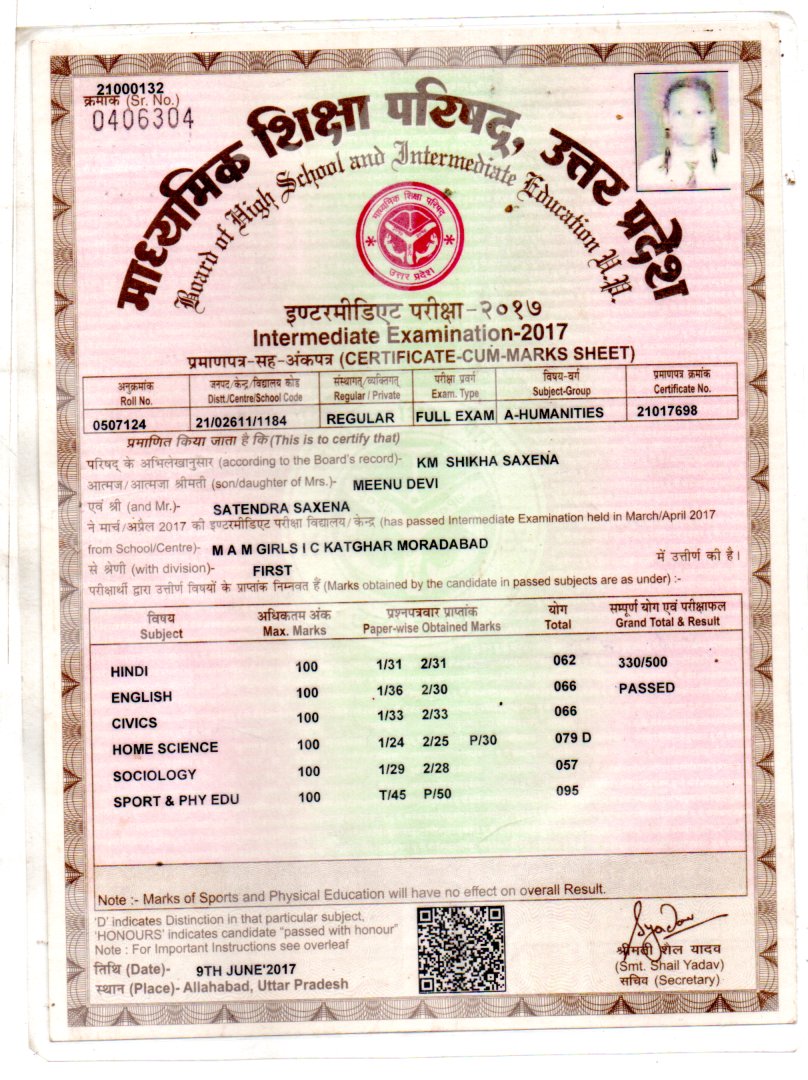 21000132
क्रमांक (Sr. No.)
0406304
माध्यमिक शिक्षा परिषद्, उत्तर प्रदेश
Board of High School and Intermediate Education U.P.
माध्यमिक शिक्षा परिषद्
उत्तर प्रदेश
इण्टरमीडिएट परीक्षा-२०१७
Intermediate Examination-2017
प्रमाणपत्र-सह-अंकपत्र (CERTIFICATE-CUM-MARKS SHEET)
अनुक्रमांक जनपद/केन्द्र/विद्यालय कोड संस्थागत/व्यक्तिगत परीक्षा प्रवर्ग विषय-वर्ग प्रमाणपत्र क्रमांक
Roll No. Distt./Centre/School Code Regular / Private Exam. Type Subject-Group Certificate No.
0507124 21/02611/1184 REGULAR FULL EXAM A-HUMANITIES 21017698
प्रमाणित किया जाता है कि (This is to certify that)
परिषद् के अभिलेखानुसार (according to the Board's record)- KM SHIKHA SAXENA
आत्मज/आत्मजा श्रीमती (son/daughter of Mrs.)- MEENU DEVI
एवं श्री (and Mr.)- SATENDRA SAXENA
ने मार्च/अप्रैल 2017 की इण्टरमीडिएट परीक्षा विद्यालय/केन्द्र (has passed Intermediate Examination held in March/April 2017
from School/Centre)- M A M GIRLS I C KATGHAR MORADABAD
से श्रेणी (with division)- FIRST में उत्तीर्ण की है।
परीक्षार्थी द्वारा उत्तीर्ण विषयों के प्राप्तांक निम्नवत हैं (Marks obtained by the candidate in passed subjects are as under) :-
विषय अधिकतम अंक प्रश्नपत्रवार प्राप्तांक योग सम्पूर्ण योग एवं परीक्षाफल
Subject Max. Marks Paper-wise Obtained Marks Total Grand Total & Result
HINDI 100 1/31 2/31 062 330/500
ENGLISH 100 1/36 2/30 066 PASSED
CIVICS 100 1/33 2/33 066
HOME SCIENCE 100 1/24 2/25 P/30 079 D
SOCIOLOGY 100 1/29 2/28 057
SPORT & PHY EDU 100 T/45 P/50 095
Note :- Marks of Sports and Physical Education will have no effect on overall Result.
'D' indicates Distinction in that particular subject,
'HONOURS' indicates candidate "passed with honour"
Note : For Important Instructions see overleaf
तिथि (Date)- 9TH JUNE'2017
स्थान (Place)- Allahabad, Uttar Pradesh
Syadav
श्रीमती शैल यादव
(Smt. Shail Yadav)
सचिव (Secretary)